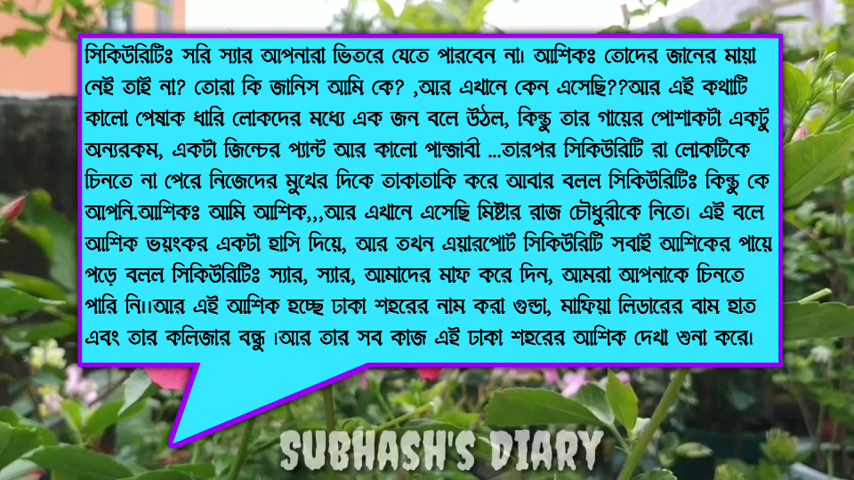 সিকিউরিটিঃ সরি স্যার আপনারা ভিতরে যেতে পারবেন না। আশিকঃ তোদের জানের মায়া
নেই তাই না? তোরা কি জানিস আমি কে? ,আর এখানে কেন এসেছি??আর এই কথাটি
কালো পেষাক ধারি লোকদের মধ্যে এক জন বলে উঠল, কিন্তু তার গায়ের পোশাকটা একটু
অন্যরকম, একটা জিন্চের প্যান্ট আর কালো পান্জাবী ...তারপর সিকিউরিটি রা লোকটিকে
চিনতে না পেরে নিজেদের মুখের দিকে তাকাতাকি করে আবার বলল সিকিউরিটিঃ কিন্তু কে
আপনি.আশিকঃ আমি আশিক,,,আর এখানে এসেছি মিষ্টার রাজ চৌধুরীকে নিতে। এই বলে
আশিক ভয়ংকর একটা হাসি দিয়ে, আর তখন এয়ারপোর্ট সিকিউরিটি সবাই আশিকের পায়ে
পড়ে বলল সিকিউরিটিঃ স্যার, স্যার, আমাদের মাফ করে দিন, আমরা আপনাকে চিনতে
পারি নি।।আর এই আশিক হচ্ছে ঢাকা শহরের নাম করা গুন্ডা, মাফিয়া লিডারের বাম হাত
এবং তার কলিজার বন্ধু ।আর তার সব কাজ এই ঢাকা শহরের আশিক দেখা শুনা করে।
SUBHASH'S DIARY